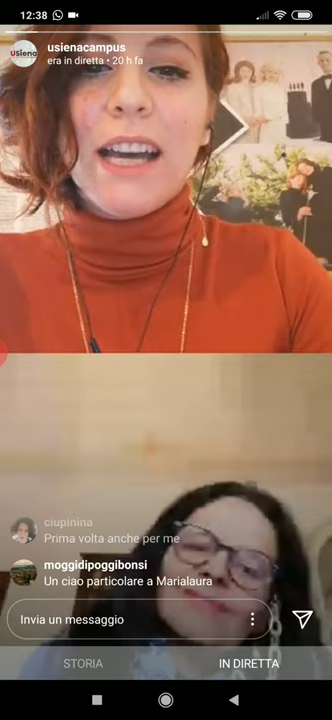 12:38
USiena
usienacampus
era in diretta • 20 h fa
ciupinina
Prima volta anche per me
moggidipoggibonsi
Un ciao particolare a Marialaura
Invia un messaggio
STORIA
IN DIRETTA